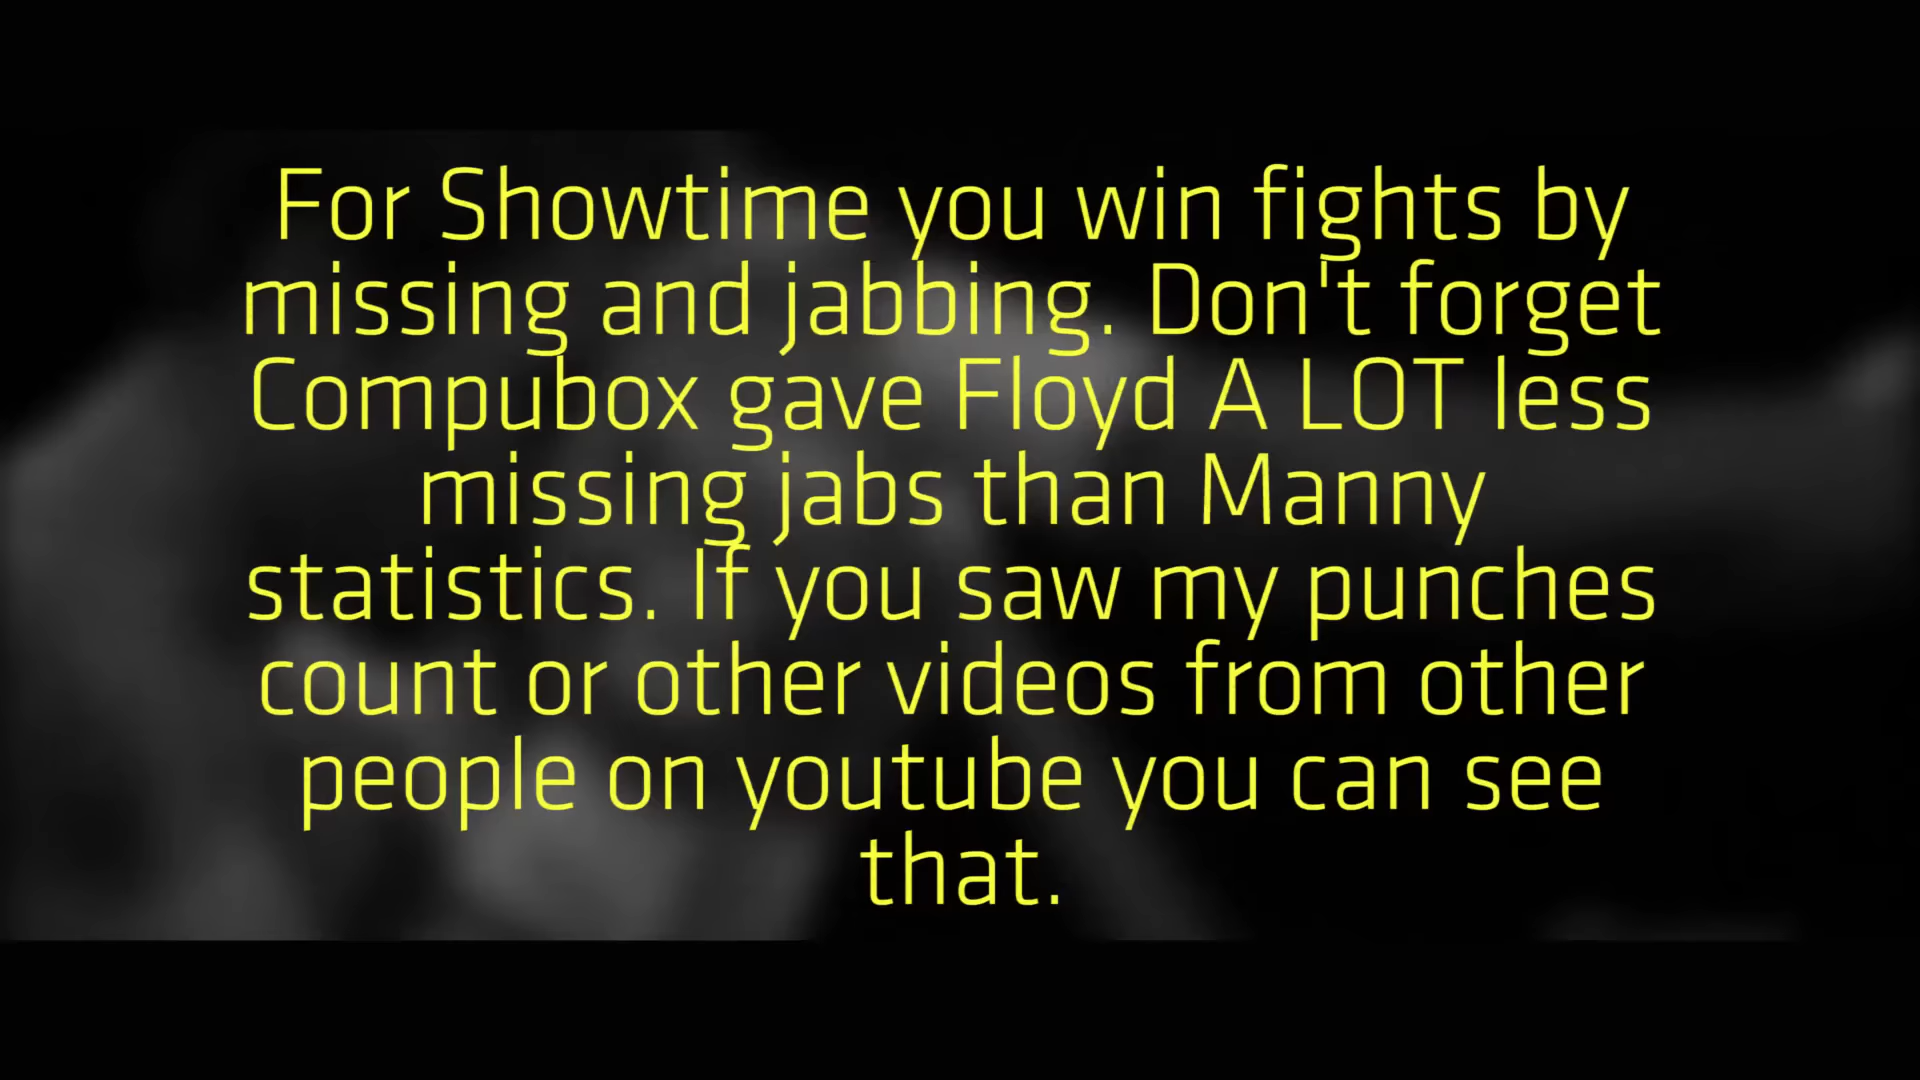 For Showtime you win fights by
missing and jabbing. Don't forget
Compubox gave Floyd A LOT less
missing jabs than Manny
statistics. If you saw my punches
count or other videos from other
people on youtube you can see
that.